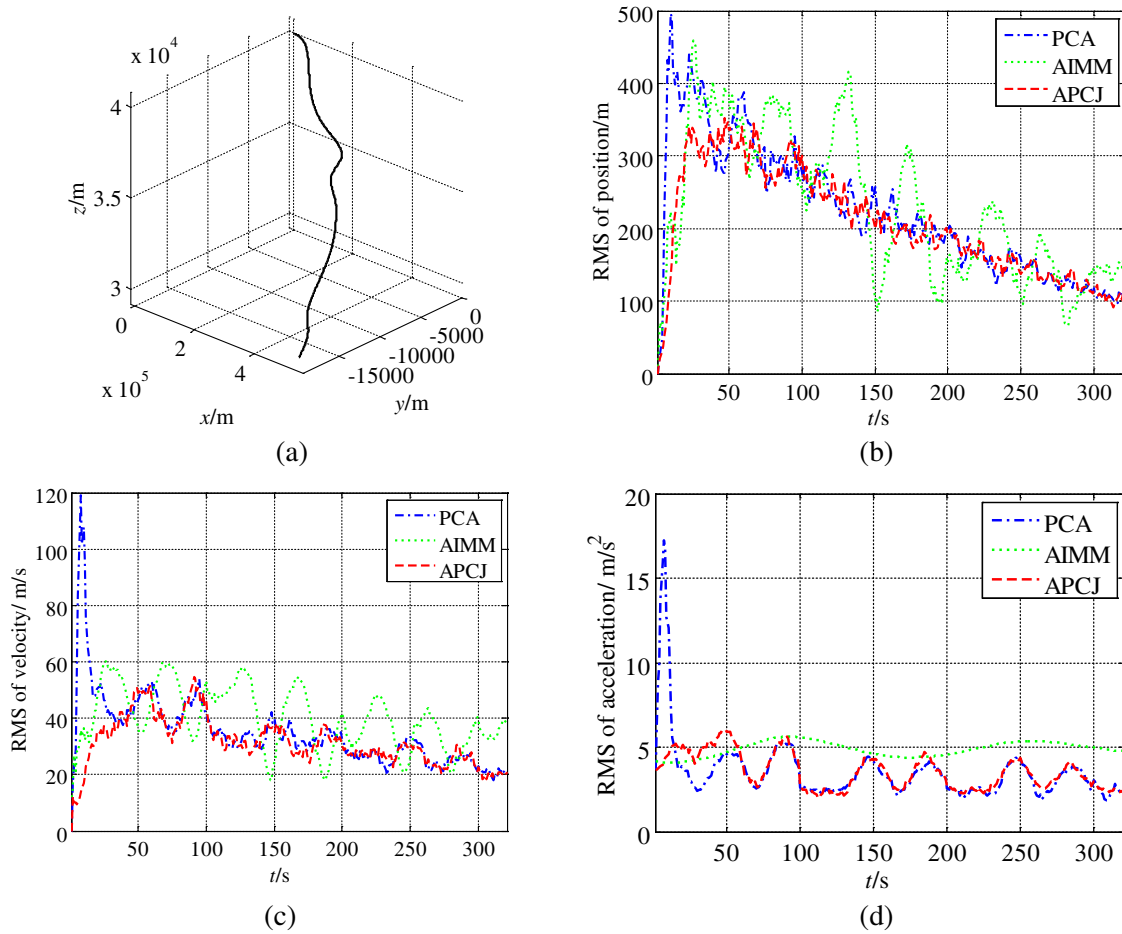 x 10^4
4
3.5
3
z/m
0
2
4
x 10^5
x/m
0
-5000
-10000
-15000
y/m
(a)
500
400
300
200
100
0
RMS of position/m
PCA
AIMM
APCJ
50
100
150
200
250
300
t/s
(b)
120
100
80
60
40
20
0
RMS of velocity/ m/s
PCA
AIMM
APCJ
0
50
100
150
200
250
300
t/s
(c)
20
15
10
5
0
RMS of acceleration/ m/s^2
PCA
AIMM
APCJ
50
100
150
200
250
300
t/s
(d)